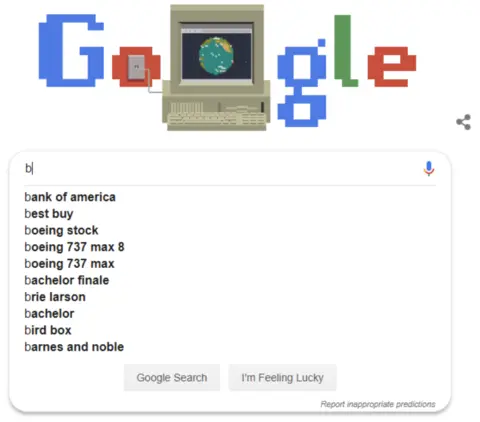 Google
b
bank of america
best buy
boeing stock
boeing 737 max 8
boeing 737 max
bachelor finale
brie larson
bachelor
bird box
barnes and noble
Google Search I'm Feeling Lucky
Report inappropriate predictions